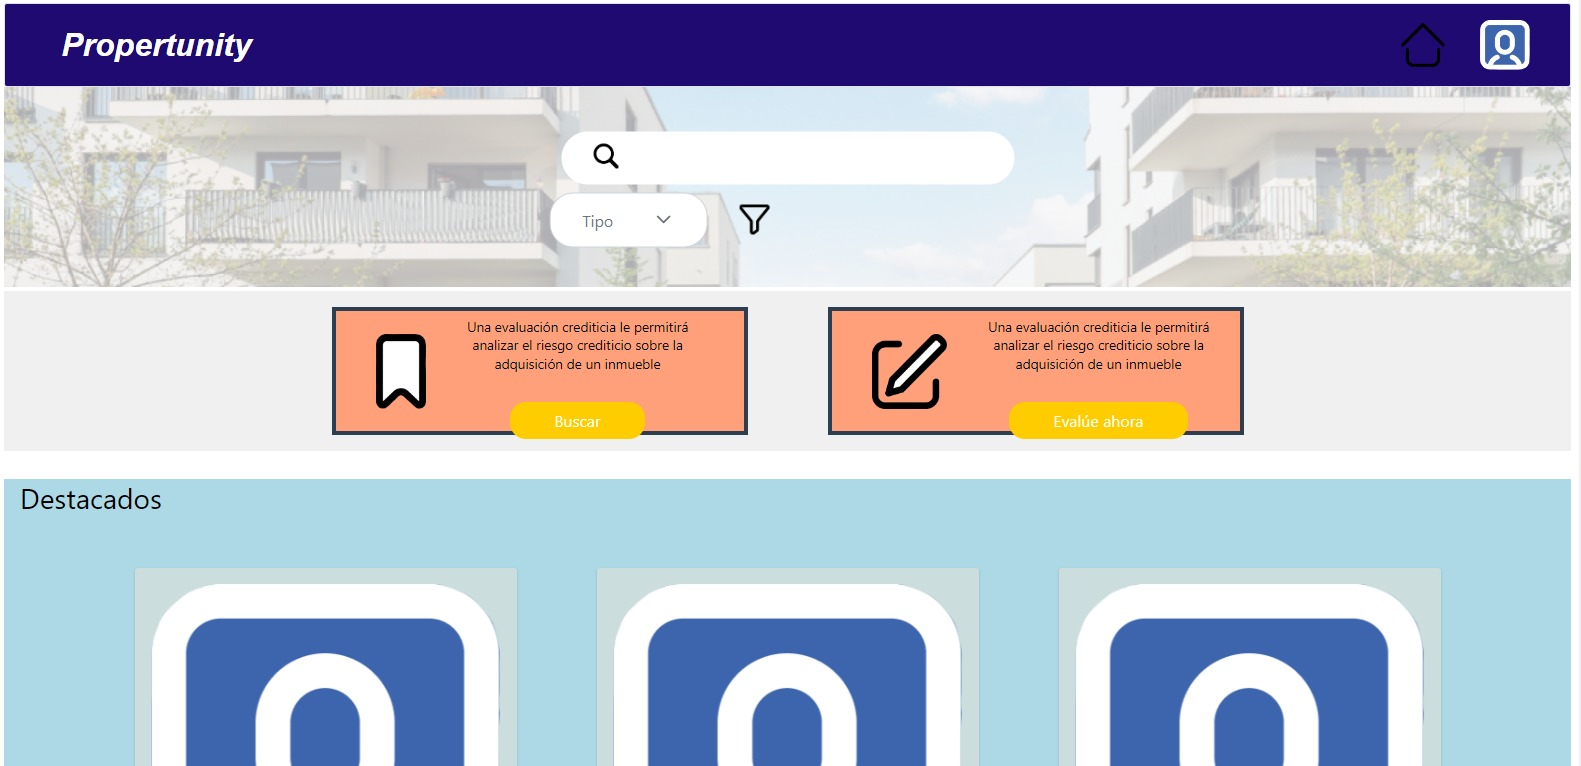 Propertunity
Tipo
Una evaluación crediticia le permitirá
analizar el riesgo crediticio sobre la
adquisición de un inmueble
Buscar
Una evaluación crediticia le permitirá
analizar el riesgo crediticio sobre la
adquisición de un inmueble
Evalúe ahora
Destacados